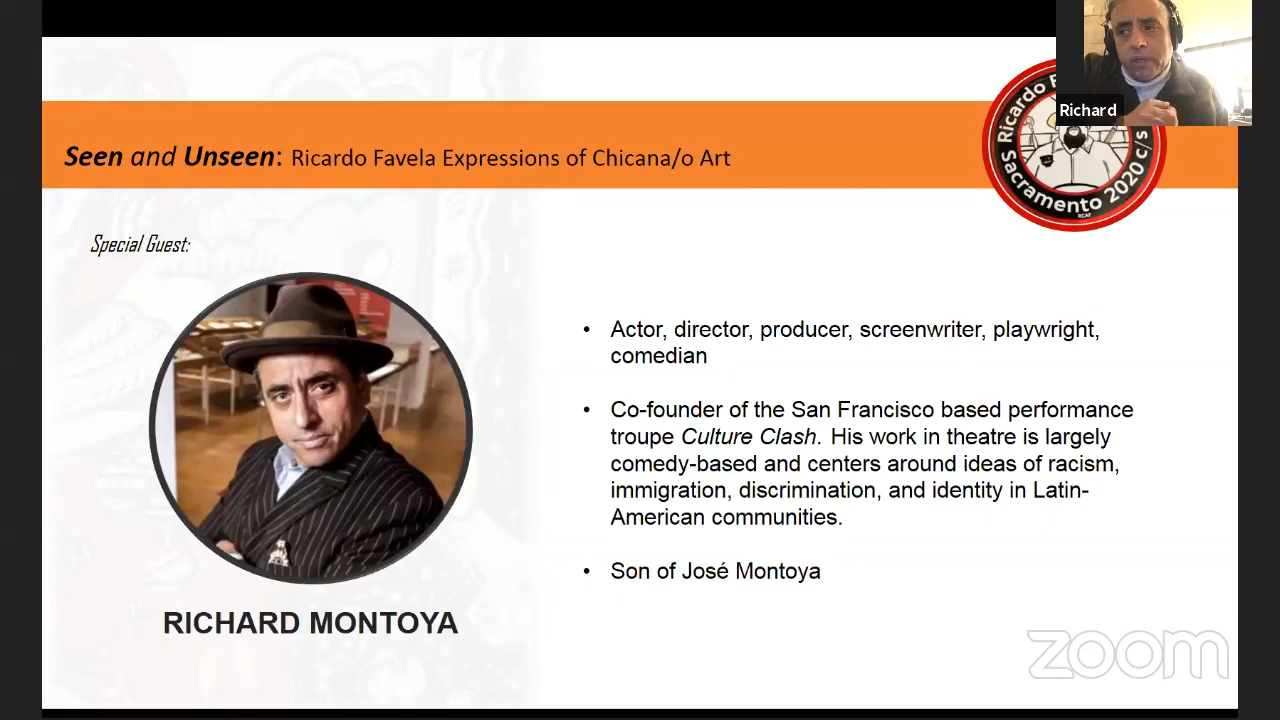 Richard
Seen and Unseen: Ricardo Favela Expressions of Chicana/o Art
Ricardo
Sacramento 2020 c/s
RCAF
Special Guest:
• Actor, director, producer, screenwriter, playwright,
comedian
• Co-founder of the San Francisco based performance
troupe Culture Clash. His work in theatre is largely
comedy-based and centers around ideas of racism,
immigration, discrimination, and identity in Latin-
American communities.
• Son of José Montoya
RICHARD MONTOYA
zoom